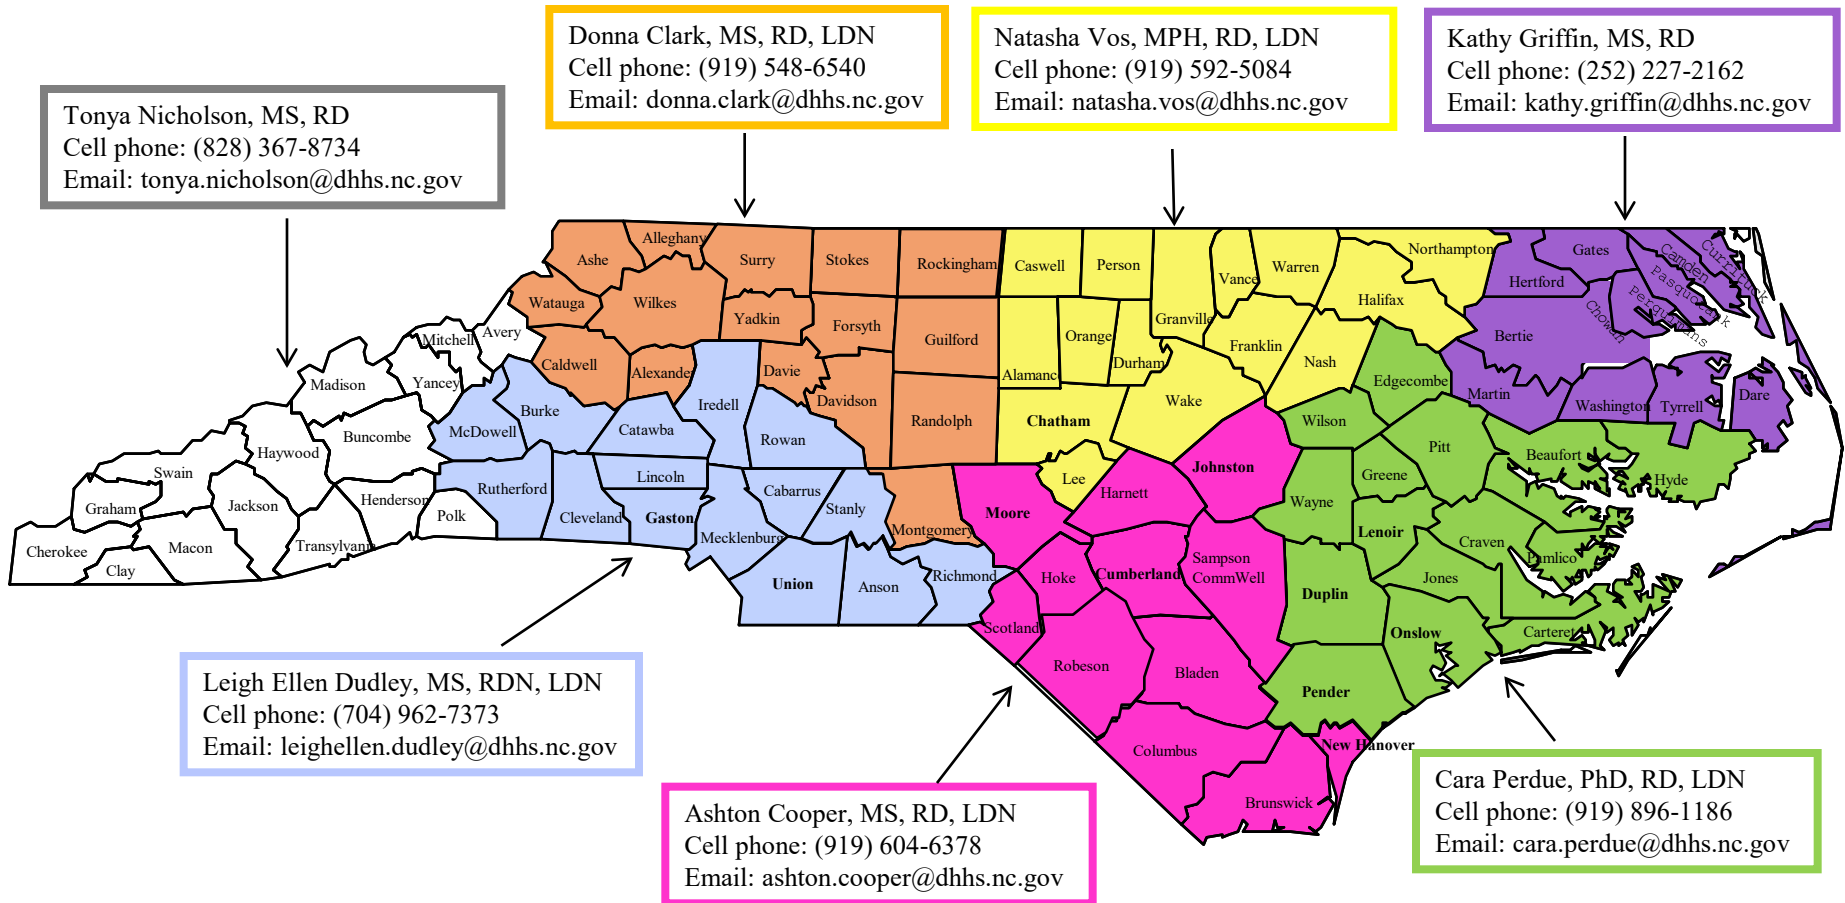 Donna Clark, MS, RD, LDN
Cell phone: (919) 548-6540
Email: donna.clark@dhhs.nc.gov
Natasha Vos, MPH, RD, LDN
Cell phone: (919) 592-5084
Email: natasha.vos@dhhs.nc.gov
Kathy Griffin, MS, RD
Cell phone: (252) 227-2162
Email: kathy.griffin@dhhs.nc.gov
Tonya Nicholson, MS, RD
Cell phone: (828) 367-8734
Email: tonya.nicholson@dhhs.nc.gov
Alleghany
Ashe
Surry
Stokes
Rockingham
Caswell
Person
Vance
Warren
Northampton
Hertford
Gates
Camden
Currituck
Pasquotank
Perquimans
Chowan
Watauga
Wilkes
Yadkin
Forsyth
Guilford
Alamanc
Orange
Durham
Granville
Franklin
Halifax
Nash
Bertie
Avery
Mitchell
Yancey
Madison
Caldwell
Alexande
Davie
Davidson
Randolph
Iredell
Chatham
Wake
Edgecombe
Martin
Washington
Tyrrell
Dare
Buncombe
McDowell
Burke
Catawba
Rowan
Wilson
Pitt
Beaufort
Hyde
Haywood
Swain
Graham
Jackson
Henderson
Polk
Rutherford
Cleveland
Lincoln
Gaston
Cabarrus
Stanly
Montgomery
Moore
Lee
Harnett
Johnston
Wayne
Greene
Lenoir
Craven
Pamlico
Cherokee
Clay
Macon
Transylvani
Mecklenburg
Union
Anson
Richmond
Hoke
Cumberland
Sampson
CommWell
Duplin
Jones
Onslow
Carteret
Scotland
Robeson
Bladen
Pender
Columbus
New Hanover
Brunswick
Leigh Ellen Dudley, MS, RDN, LDN
Cell phone: (704) 962-7373
Email: leighellen.dudley@dhhs.nc.gov
Ashton Cooper, MS, RD, LDN
Cell phone: (919) 604-6378
Email: ashton.cooper@dhhs.nc.gov
Cara Perdue, PhD, RD, LDN
Cell phone: (919) 896-1186
Email: cara.perdue@dhhs.nc.gov